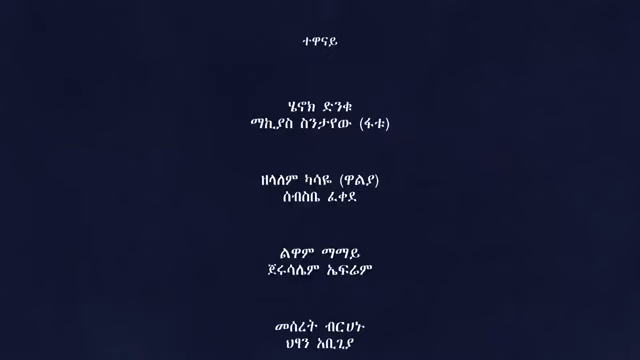 ተዋናይ
ሄኖክ ድንቁ
ማኪያስ ስንታየው (ፋቱ)
ዘላለም ካሳዬ (ዋልያ)
ሰብስቤ ፈቀደ
ልዋም ማማይ
ጀሩሳሌም ኤፍሬም
መሰረት ብርሀኑ
ህፃን አቢጊያ